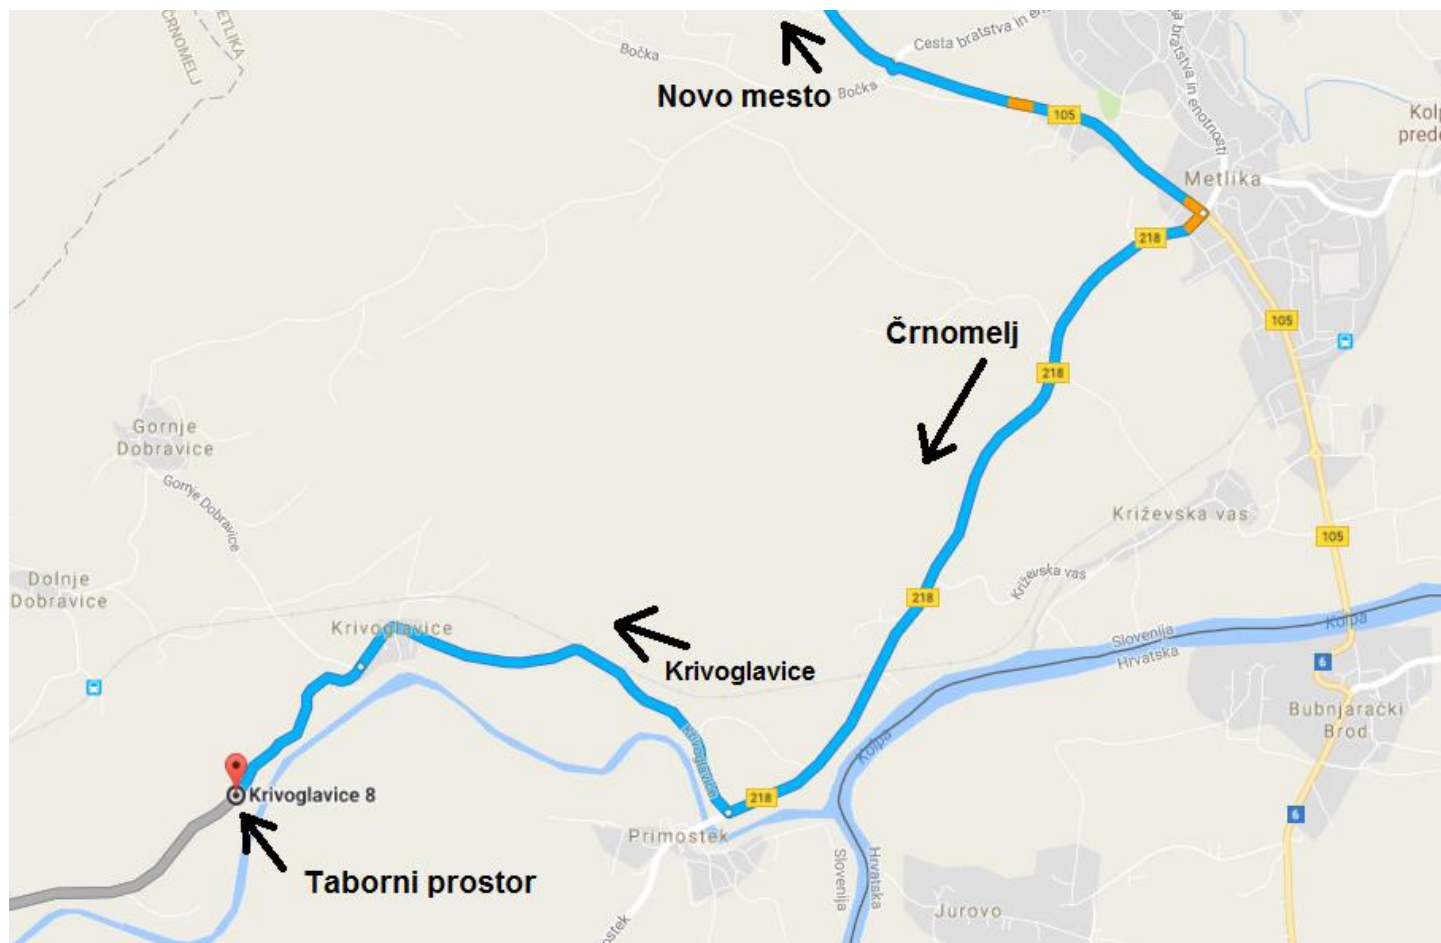 ČRNOMELJ
METLIKA
Bočka
Cesta bratstva in
a bratstva in enotnosti
Novo mesto
Bočka
105
Kolp
Metlika
218
105
Črnomelj
218
Gornje
Dobravice
Gornje Dobravice
Križevska vas
105
Dolnje
Dobravice
Križevska vas
218
Krivoglavice
Slovenija
Hrvatska
Kolpa
Krivoglavice
6
Bubnjarački
Brod
Kolpa
Krivoglavice
Krivoglavice 8
218
6
Primostek
Slovenija
Hrvatska
Taborni prostor
Jurovo
ostek